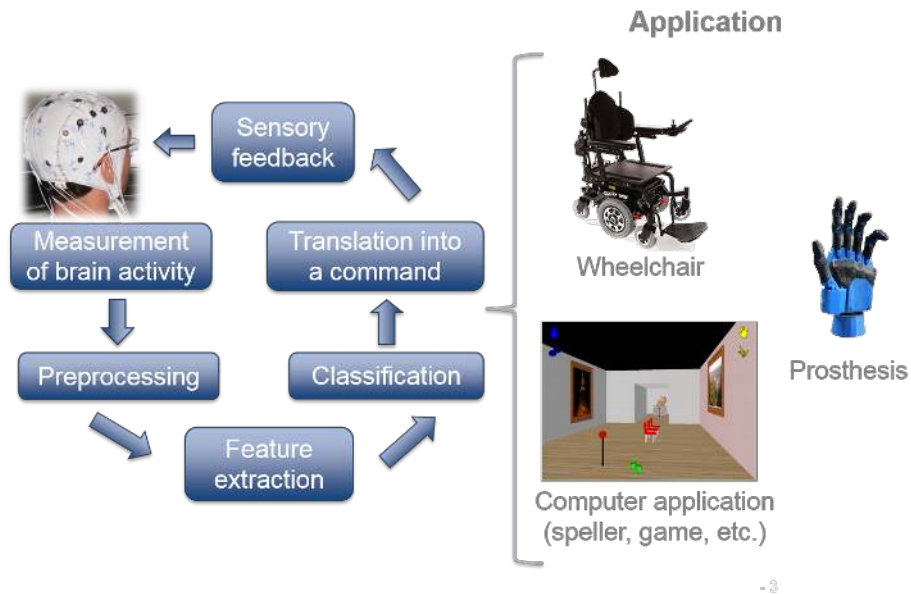 Application
Sensory
feedback
Measurement
of brain activity
Translation into
a command
Preprocessing
Classification
Feature
extraction
Wheelchair
Prosthesis
Computer application
(speller, game, etc.)
- 3